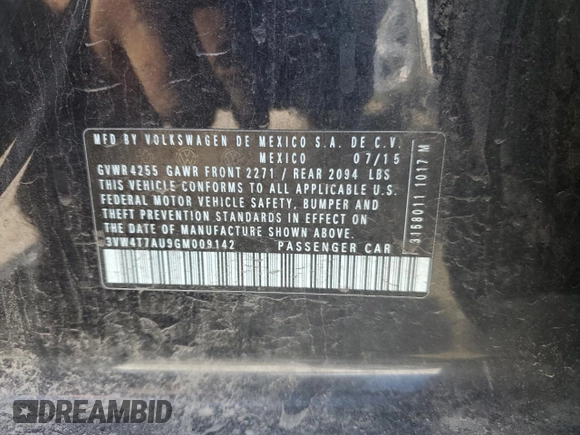 MFD BY VOLKSWAGEN DE MEXICO S.A. DE C.V.
MEXICO 07/15
GVWR 4255 GAWR FRONT 2271 / REAR 2094 LBS
THIS VEHICLE CONFORMS TO ALL APPLICABLE U.S.
FEDERAL MOTOR VEHICLE SAFETY, BUMPER, AND
THEFT PREVENTION STANDARDS IN EFFECT ON
THE DATE OF MANUFACTURE SHOWN ABOVE.
3VW4T7AU9GM009142 PASSENGER CAR
3158011 1017 M
DREAMBID